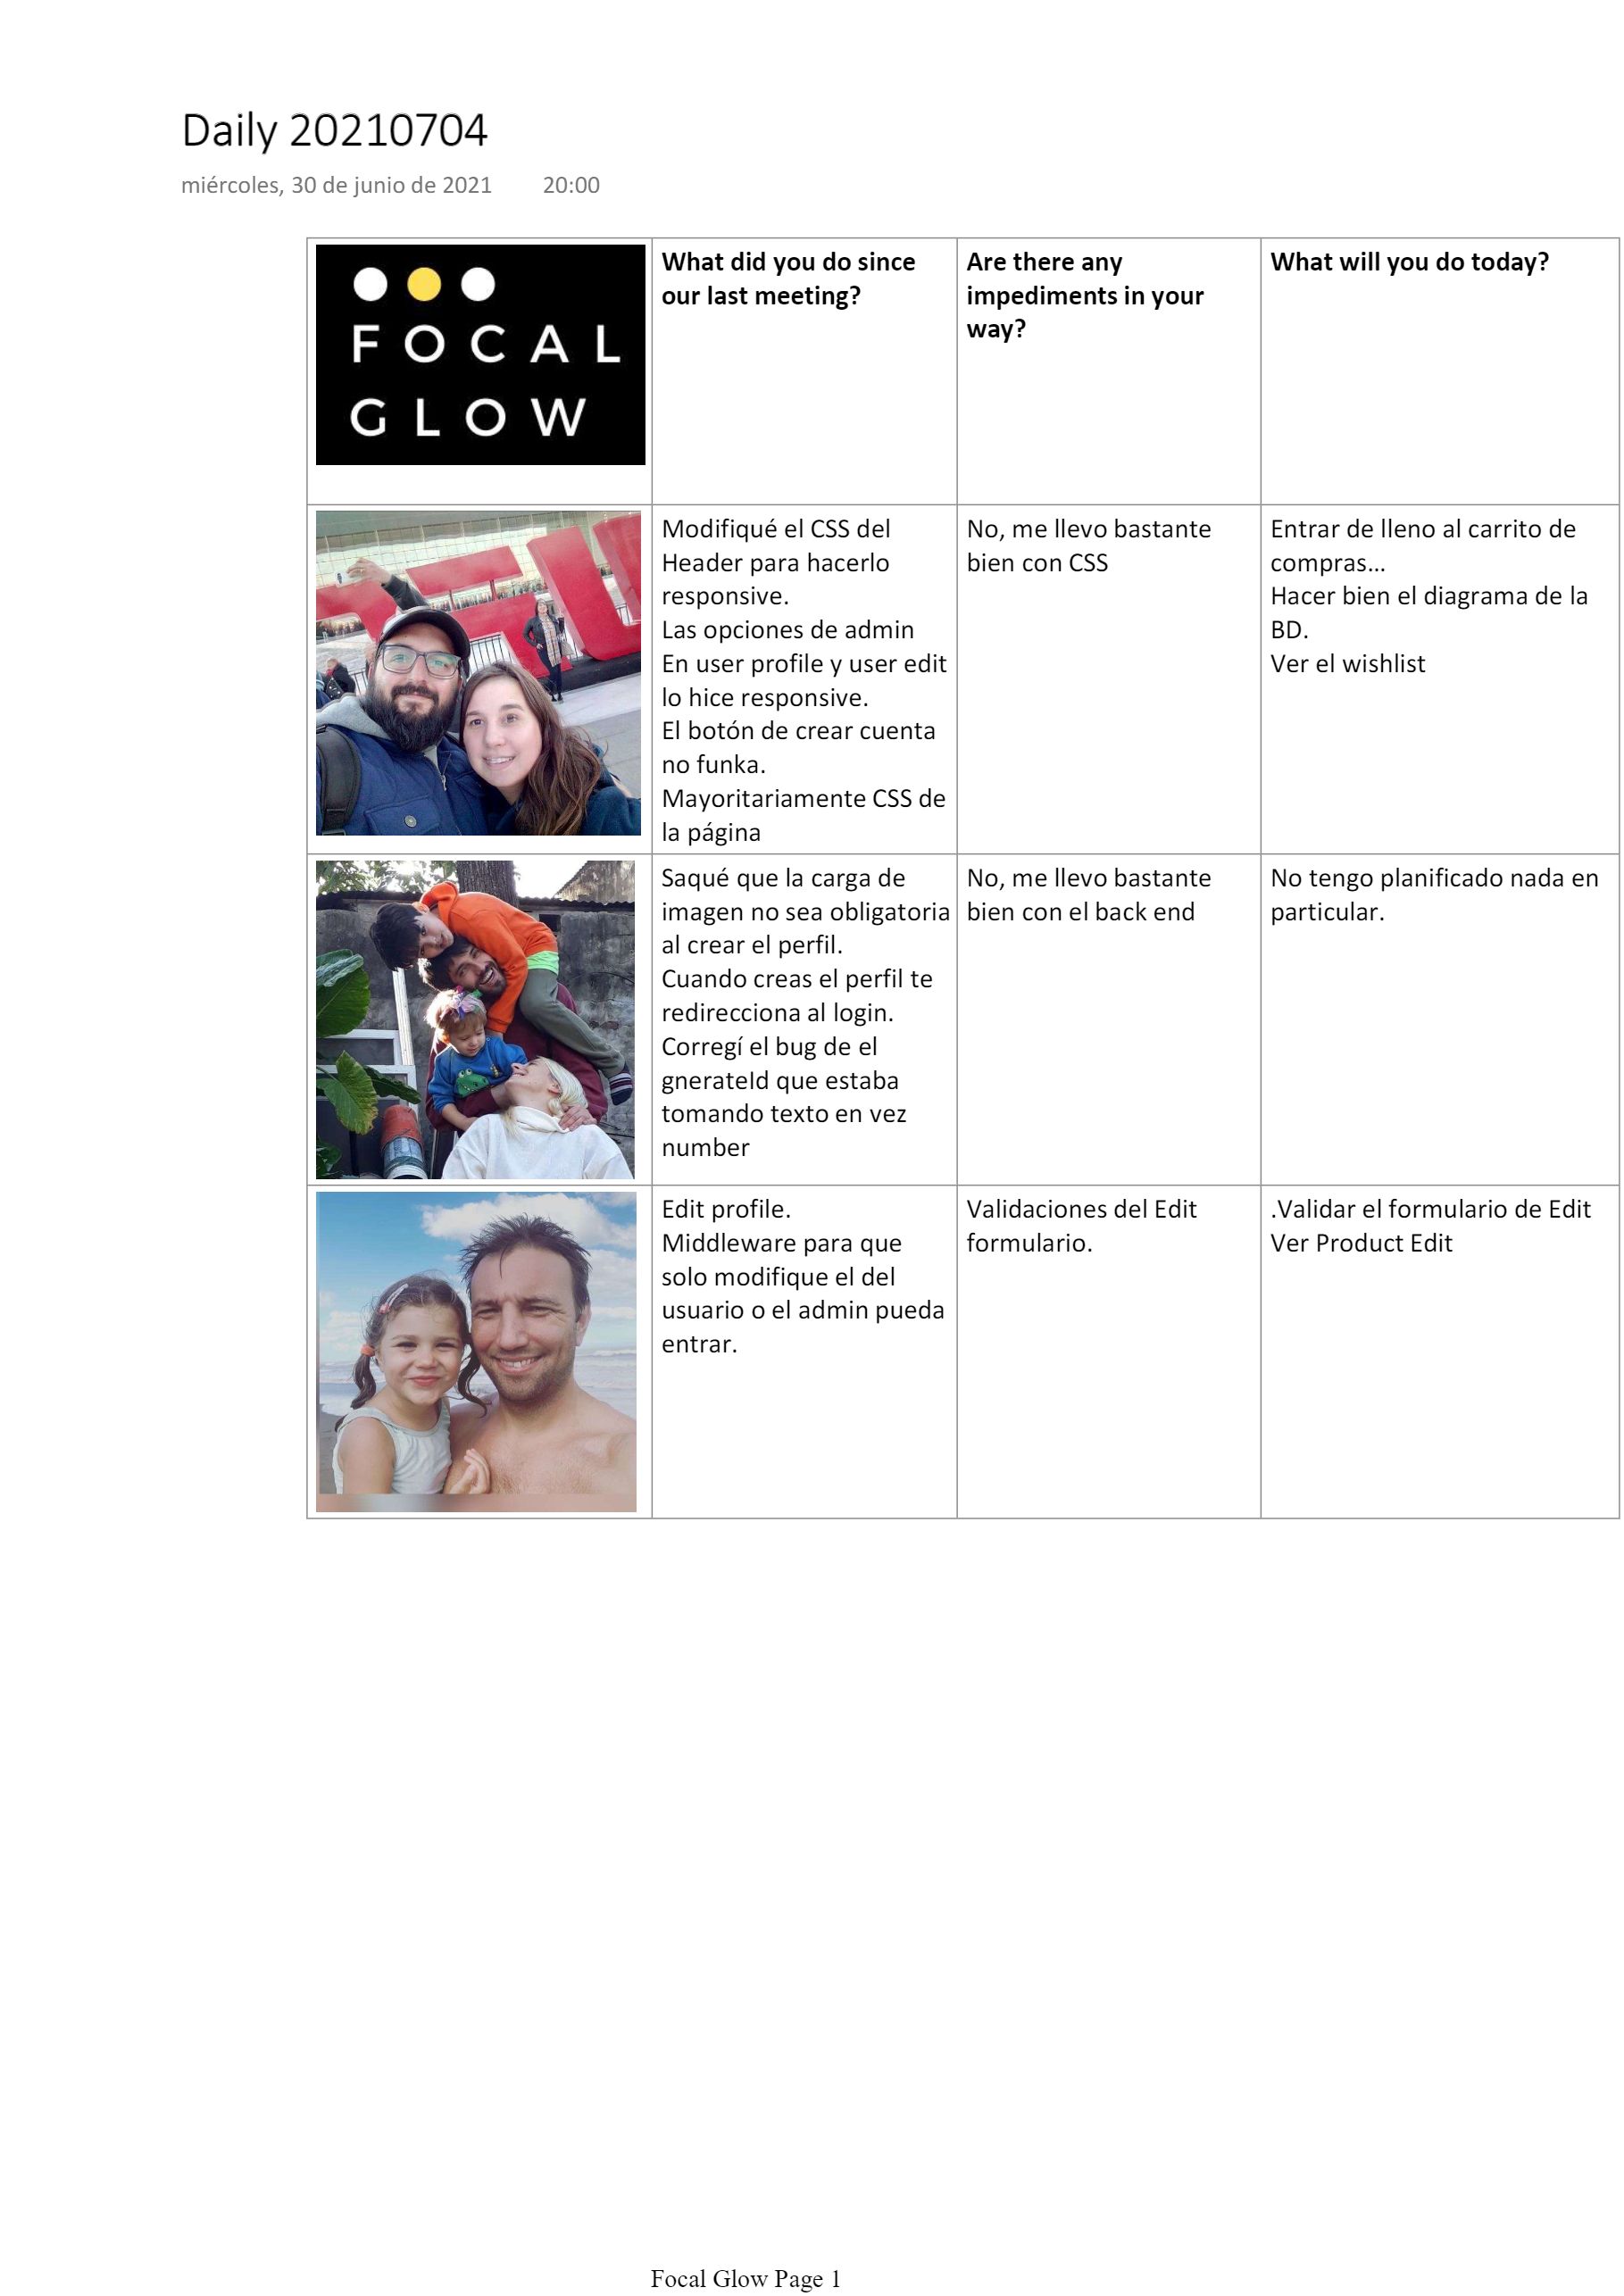 Daily 20210704
miércoles, 30 de junio de 2021 20:00
FOCAL
GLOW
What did you do since
our last meeting?
Are there any
impediments in your
way?
What will you do today?
Modifiqué el CSS del
Header para hacerlo
responsive.
Las opciones de admin
En user profile y user edit
lo hice responsive.
El botón de crear cuenta
no funka.
Mayoritariamente CSS de
la página
No, me llevo bastante
bien con CSS
Entrar de lleno al carrito de
compras...
Hacer bien el diagrama de la
BD.
Ver el wishlist
Saqué que la carga de
imagen no sea obligatoria
al crear el perfil.
Cuando creas el perfil te
redirecciona al login.
Corregí el bug de el
gnerateId que estaba
tomando texto en vez
number
No, me llevo bastante
bien con el back end
No tengo planificado nada en
particular.
Edit profile.
Middleware para que
solo modifique el del
usuario o el admin pueda
entrar.
Validaciones del Edit
formulario.
.Validar el formulario de Edit
Ver Product Edit
Focal Glow Page 1